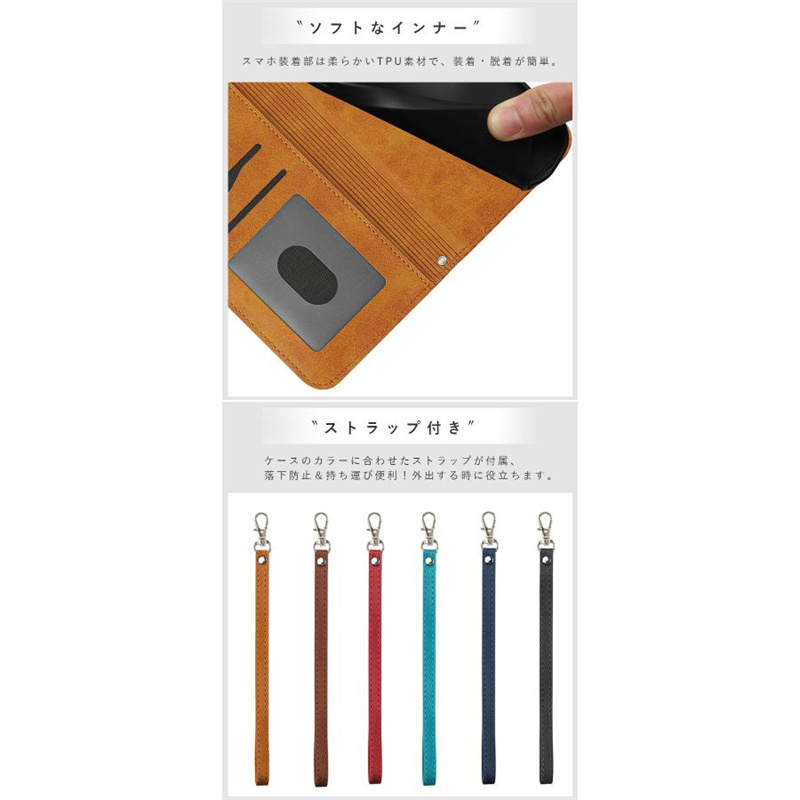 〝ソフトなインナー〞
スマホ装着部は柔らかいTPU素材で、装着・脱着が簡単。
〝ストラップ付き〞
ケースのカラーに合わせたストラップが付属、
落下防止＆持ち運び便利！外出する時に役立ちます。